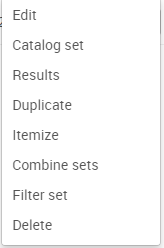 Edit
Catalog set
Results
Duplicate
Itemize
Combine sets
Filter set
Delete